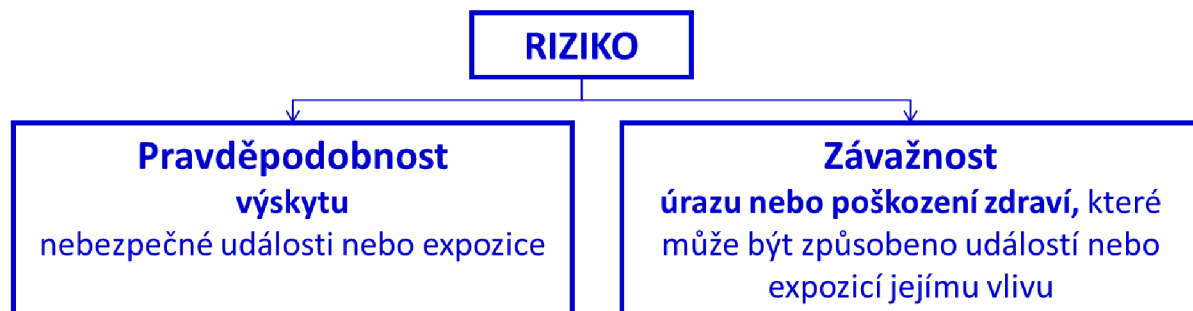 RIZIKO
Pravděpodobnost
výskytu
nebezpečné události nebo expozice
Závažnost
úrazu nebo poškození zdraví, které
může být způsobeno událostí nebo
expozicí jejímu vlivu